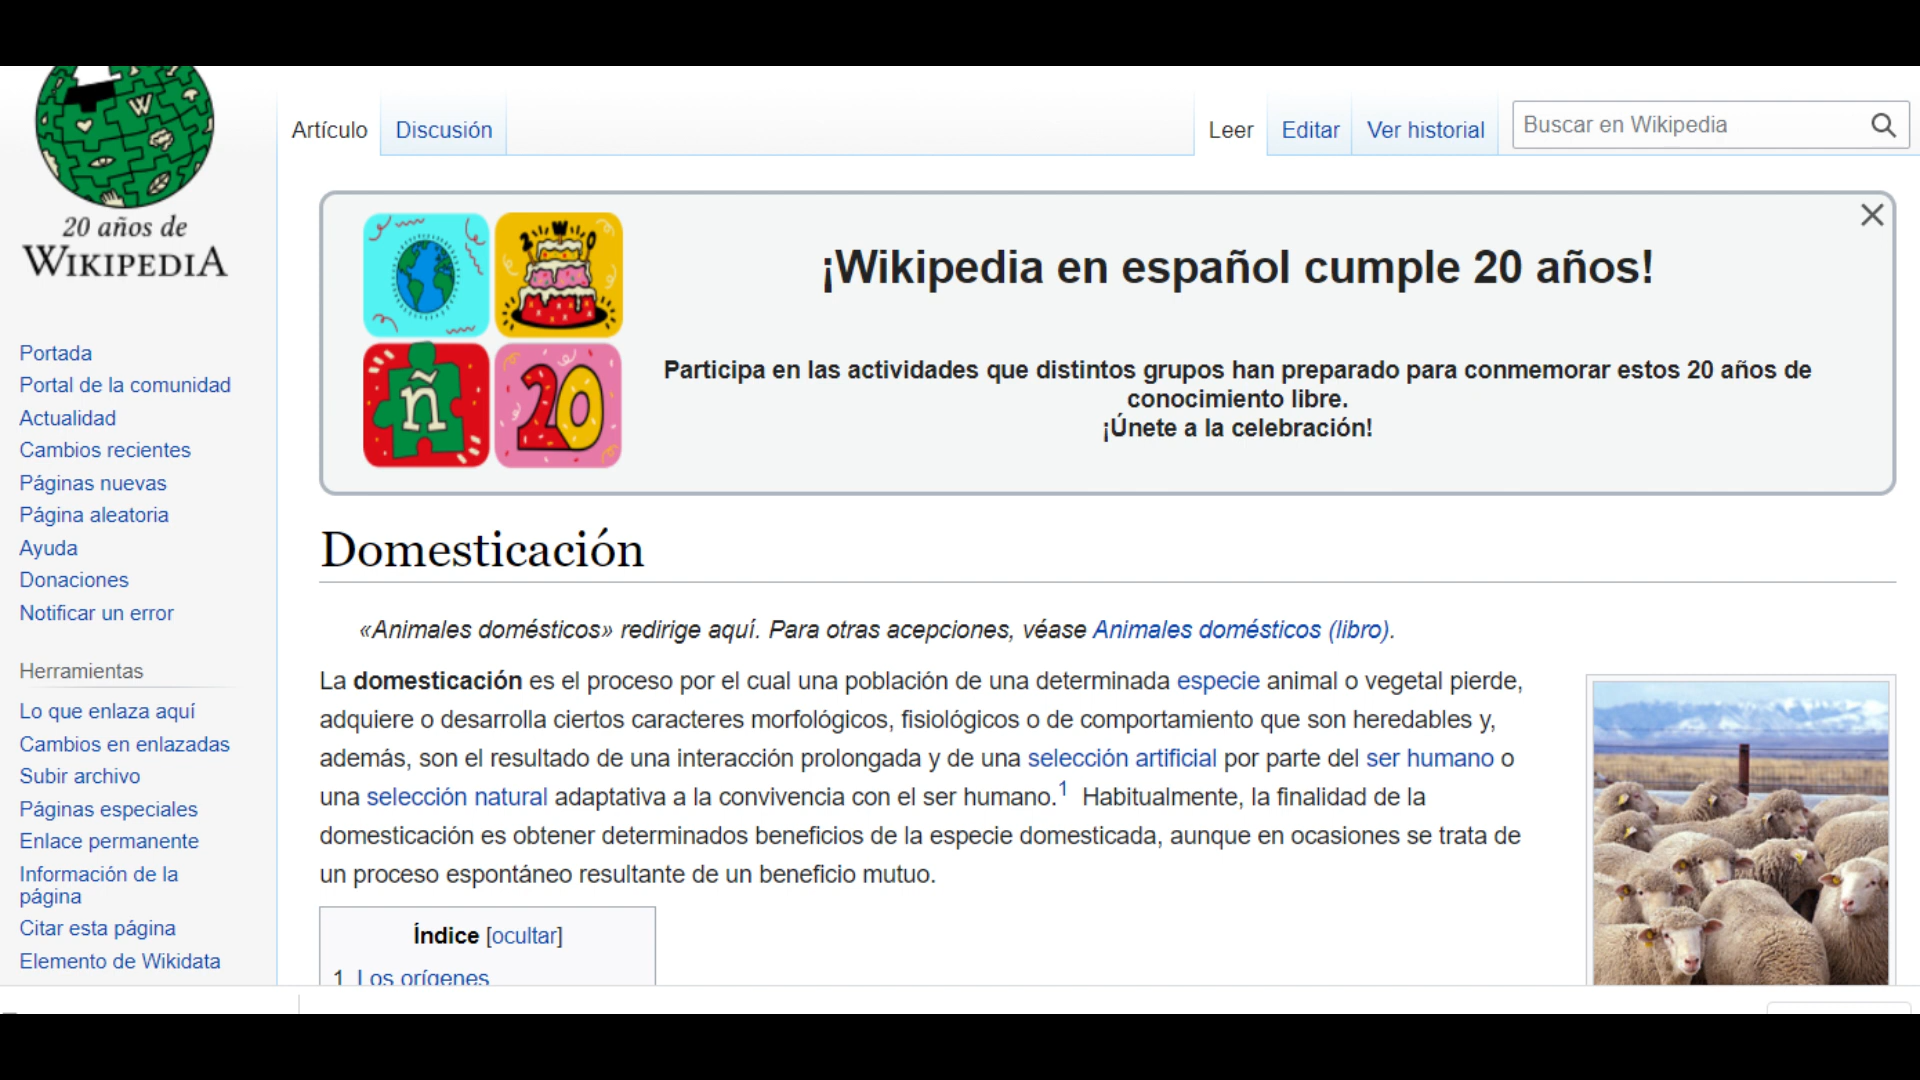 20 años de
WIKIPEDIA
Artículo
Discusión
Leer
Editar
Ver historial
Buscar en Wikipedia
W
2 W 0
ñ
20
¡Wikipedia en español cumple 20 años!
Participa en las actividades que distintos grupos han preparado para conmemorar estos 20 años de
conocimiento libre.
¡Únete a la celebración!
Portada
Portal de la comunidad
Actualidad
Cambios recientes
Páginas nuevas
Página aleatoria
Ayuda
Donaciones
Notificar un error
Herramientas
Lo que enlaza aquí
Cambios en enlazadas
Subir archivo
Páginas especiales
Enlace permanente
Información de la
página
Citar esta página
Elemento de Wikidata
Domesticación
«Animales domésticos» redirige aquí. Para otras acepciones, véase Animales domésticos (libro).
La domesticación es el proceso por el cual una población de una determinada especie animal o vegetal pierde,
adquiere o desarrolla ciertos caracteres morfológicos, fisiológicos o de comportamiento que son heredables y,
además, son el resultado de una interacción prolongada y de una selección artificial por parte del ser humano o
una selección natural adaptativa a la convivencia con el ser humano.1 Habitualmente, la finalidad de la
domesticación es obtener determinados beneficios de la especie domesticada, aunque en ocasiones se trata de
un proceso espontáneo resultante de un beneficio mutuo.
Índice [ocultar]
1 Los orígenes